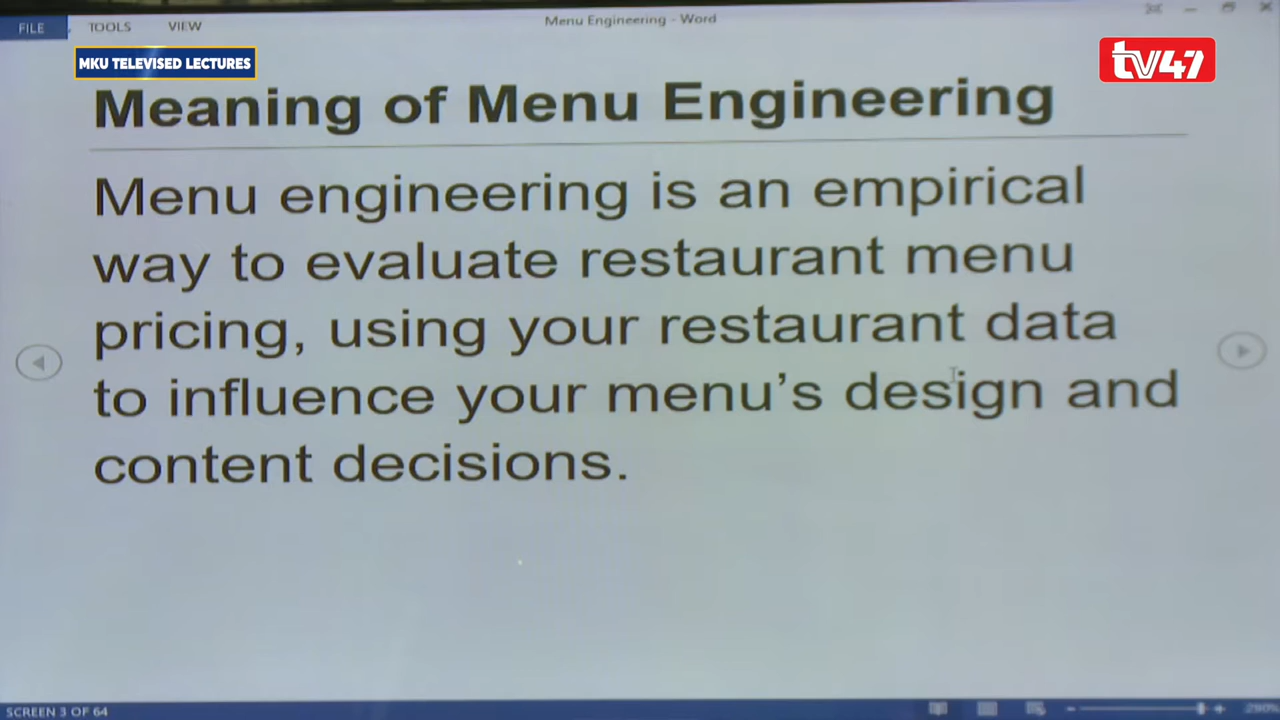 FILE TOOLS VIEW
Menu Engineering - Word
MKU TELEVISED LECTURES
tv47
Meaning of Menu Engineering
Menu engineering is an empirical
way to evaluate restaurant menu
pricing, using your restaurant data
to influence your menu's design and
content decisions.
SCREEN 3 OF 64